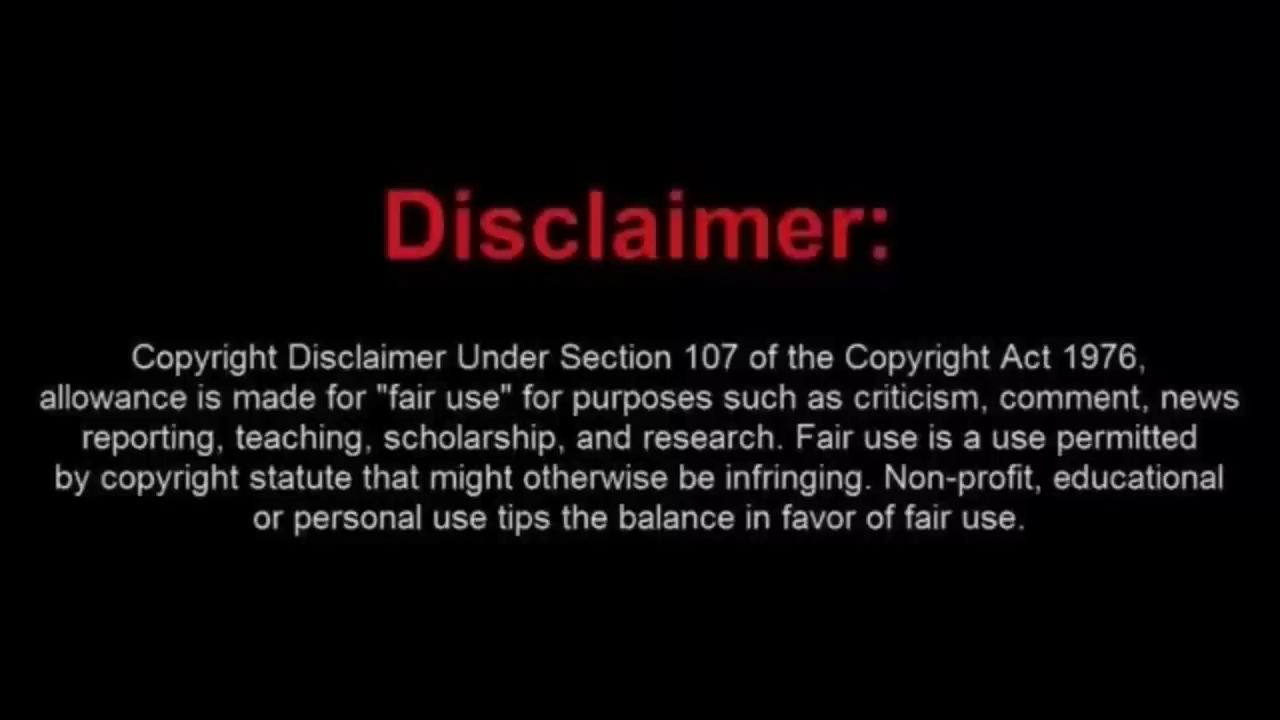 Disclaimer:
Copyright Disclaimer Under Section 107 of the Copyright Act 1976,
allowance is made for "fair use" for purposes such as criticism, comment, news
reporting, teaching, scholarship, and research. Fair use is a use permitted
by copyright statute that might otherwise be infringing. Non-profit, educational
or personal use tips the balance in favor of fair use.